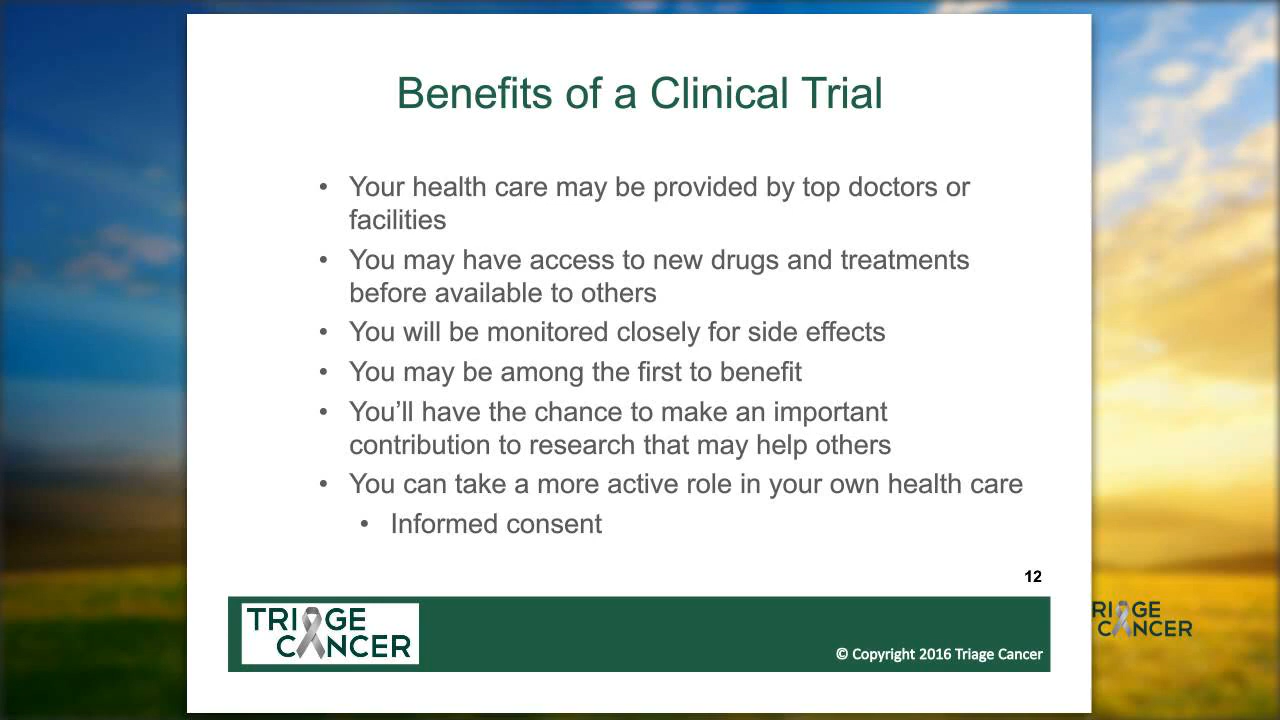 Benefits of a Clinical Trial
• Your health care may be provided by top doctors or
facilities
• You may have access to new drugs and treatments
before available to others
• You will be monitored closely for side effects
• You may be among the first to benefit
• You’ll have the chance to make an important
contribution to research that may help others
• You can take a more active role in your own health care
• Informed consent
12
TRIAGE
CANCER
© Copyright 2016 Triage Cancer
RIAGE
CANCER